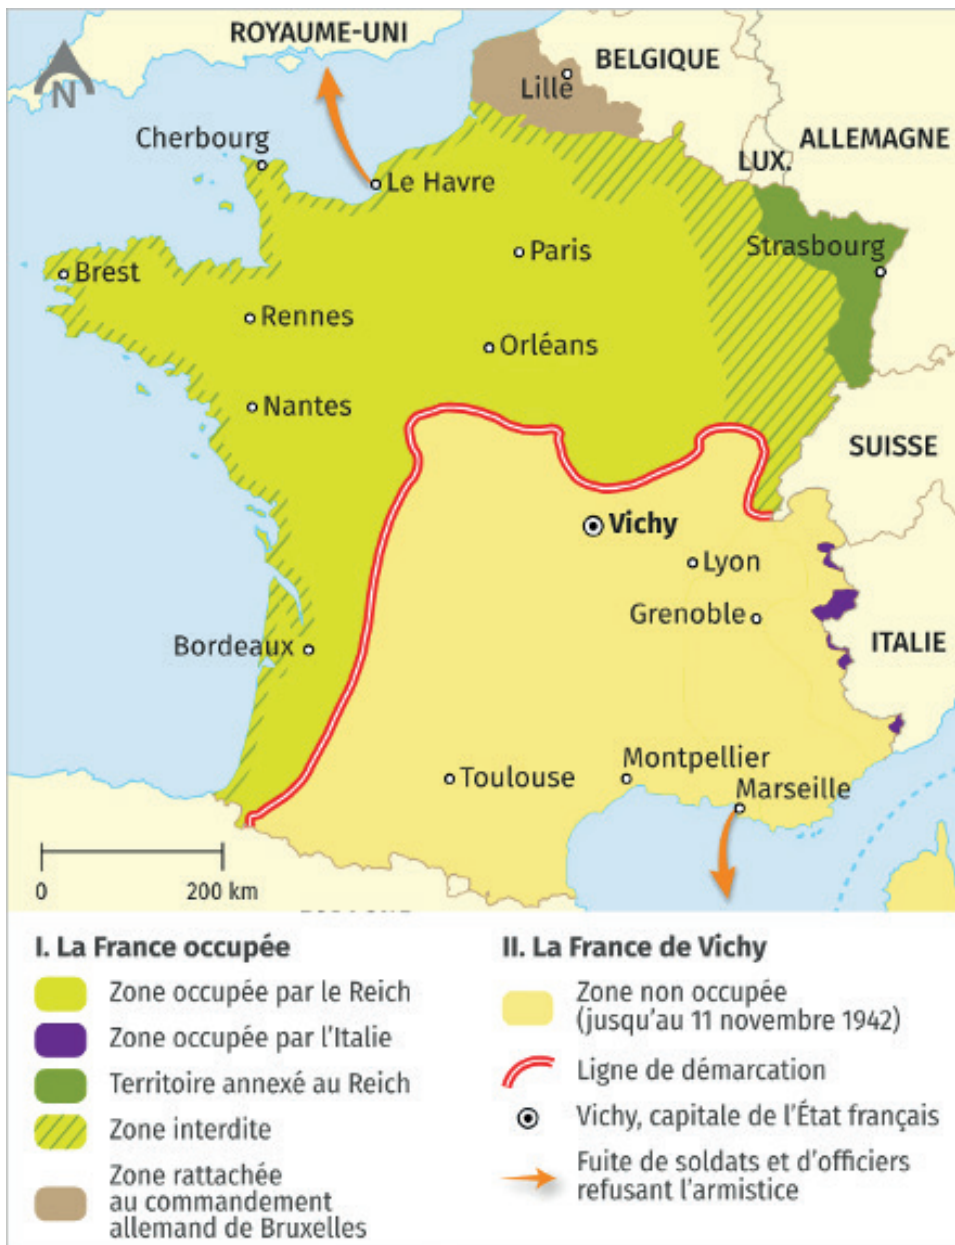 ROYAUME-UNI
BELGIQUE
Lille
N
Cherbourg
ALLEMAGNE
LUX.
Le Havre
Strasbourg
Paris
Brest
Rennes
Orléans
Nantes
SUISSE
Vichy
Lyon
Grenoble
Bordeaux
ITALIE
Montpellier
Toulouse
Marseille
0 200 km
I. La France occupée
Zone occupée par le Reich
Zone occupée par l'Italie
Territoire annexé au Reich
Zone interdite
Zone rattachée
au commandement
allemand de Bruxelles
II. La France de Vichy
Zone non occupée
(jusqu'au 11 novembre 1942)
Ligne de démarcation
Vichy, capitale de l'État français
Fuite de soldats et d'officiers
refusant l'armistice